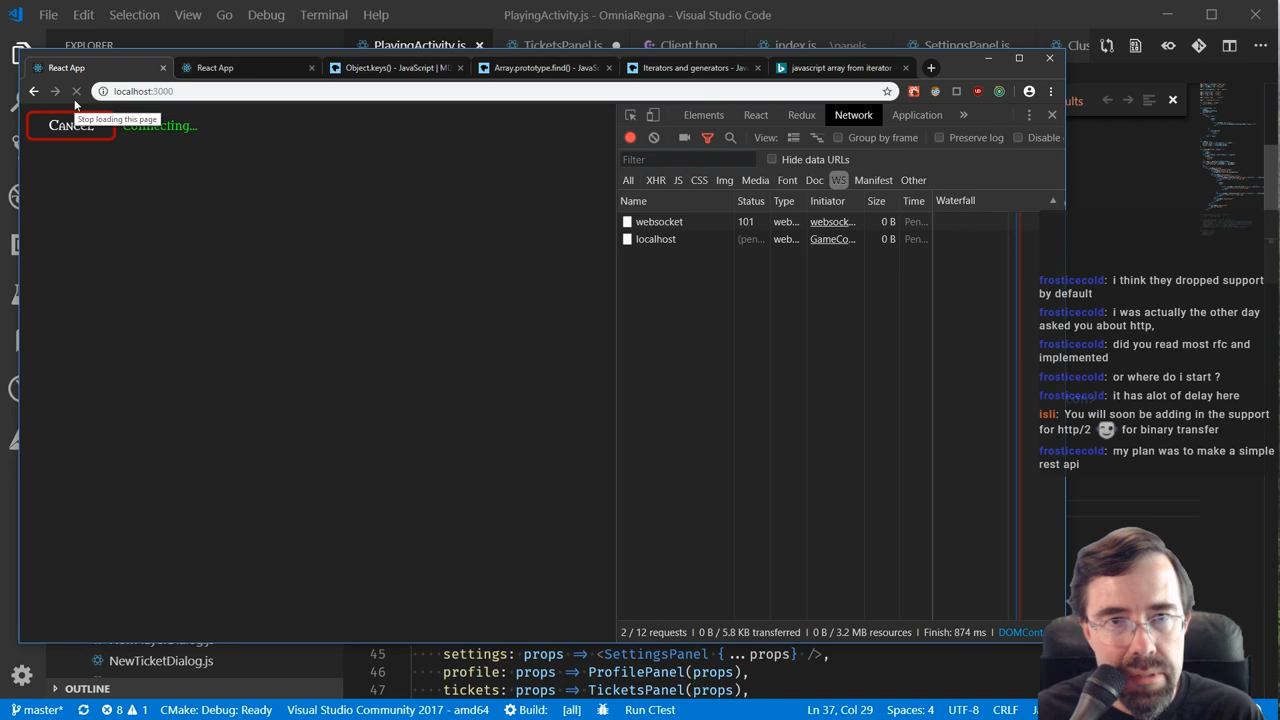 File Edit Selection View Go Debug Terminal Help PlayingActivity.js - OmniaRegna - Visual Studio Code
EXPLORER PlayingActivity.js TicketsPanel.js Client.hpp index.js .\panels SettingsPanel.js Clus
React App React App Object.keys() - JavaScript | M Array.prototype.find() - JavaSc Iterators and generators - Java javascript array from iterator -
localhost:3000
ults
Stop loading this page
CANCEL Connecting...
Elements React Redux Network Application »
View: Group by frame Preserve log Disable
Filter Hide data URLs
All XHR JS CSS Img Media Font Doc WS Manifest Other
Name Status Type Initiator Size Time Waterfall
websocket 101 web... websock... 0 B Pen...
localhost (pen... web... GameCo... 0 B Pen...
frosticecold: i think they dropped support
by default
frosticecold: i was actually the other day
asked you about http,
frosticecold: did you read most rfc and
implemented
frosticecold: or where do i start ?
frosticecold: it has alot of delay here
isli: You will soon be adding in the support
for http/2 for binary transfer
frosticecold: my plan was to make a simple
rest api
2 / 12 requests | 0 B / 5.8 KB transferred | 0 B / 3.2 MB resources | Finish: 874 ms | DOMCont
NewTicketDialog.js
OUTLINE
45 settings: props => <SettingsPanel {...props} />,
46 profile: props => ProfilePanel(props),
47 tickets: props => TicketsPanel(props),
master* 8 1 CMake: Debug: Ready Visual Studio Community 2017 - amd64 Build: [all] Run CTest Ln 37, Col 29 Spaces: 4 UTF-8 CRLF